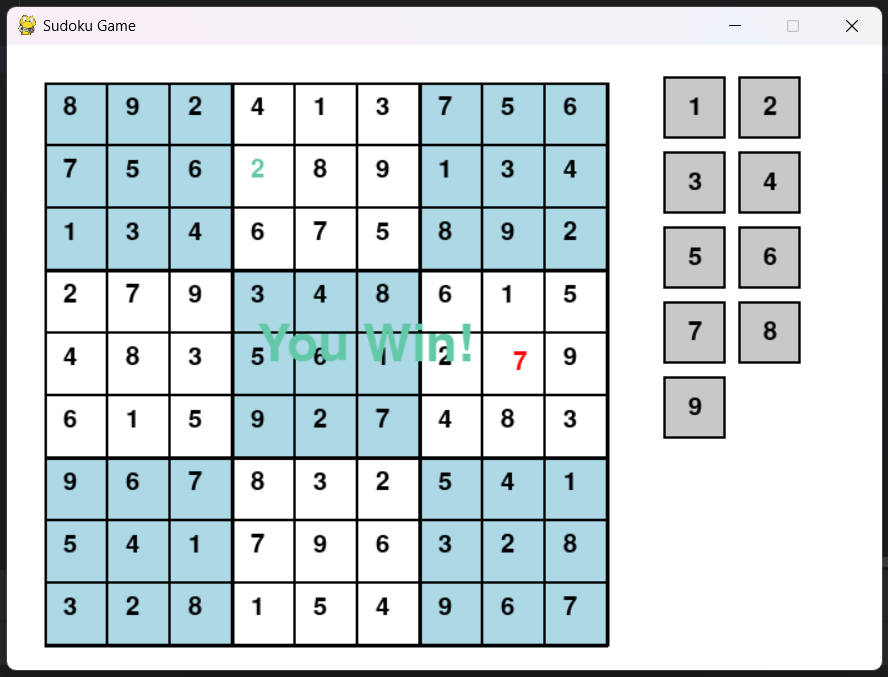 Sudoku Game
8 9 2 4 1 3 7 5 6
7 5 6 2 8 9 1 3 4
1 3 4 6 7 5 8 9 2
2 7 9 3 4 8 6 1 5
You Win!
4 8 3 5 6 1 2 7 9
6 1 5 9 2 7 4 8 3
9 6 7 8 3 2 5 4 1
5 4 1 7 9 6 3 2 8
3 2 8 1 5 4 9 6 7
1 2
3 4
5 6
7 8
9